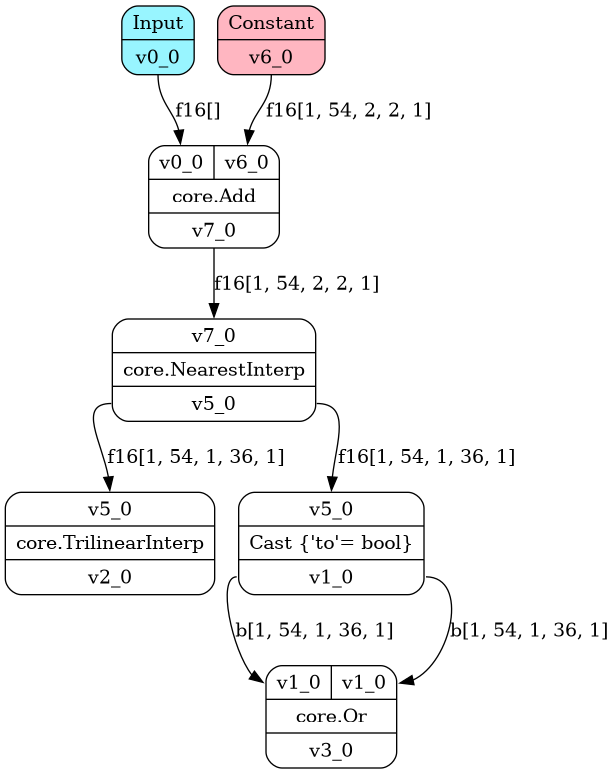 Input
v0_0
Constant
v6_0
f16[]
f16[1, 54, 2, 2, 1]
v0_0
v6_0
core.Add
v7_0
f16[1, 54, 2, 2, 1]
v7_0
core.NearestInterp
v5_0
f16[1, 54, 1, 36, 1]
f16[1, 54, 1, 36, 1]
v5_0
core.TrilinearInterp
v2_0
v5_0
Cast {'to'= bool}
v1_0
b[1, 54, 1, 36, 1]
b[1, 54, 1, 36, 1]
v1_0
v1_0
core.Or
v3_0